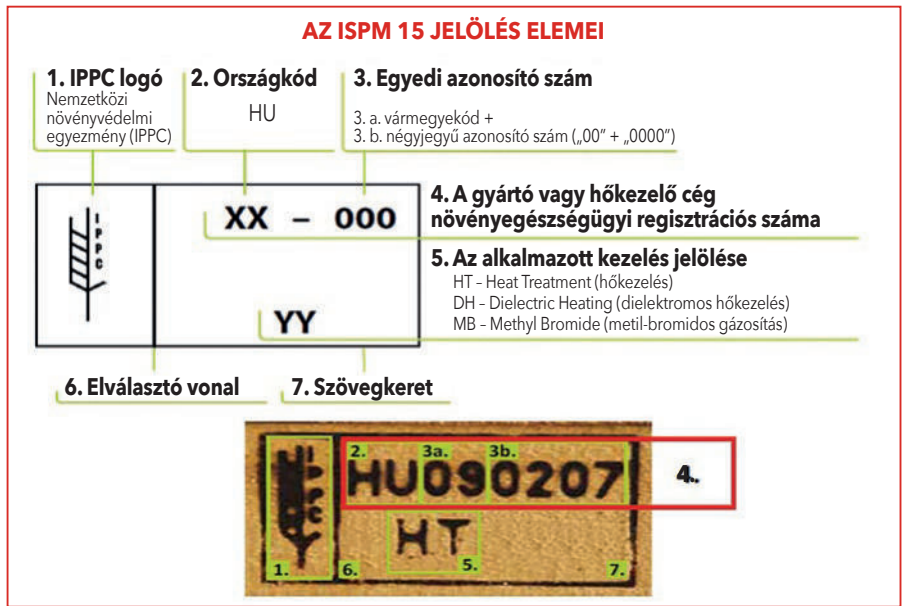 AZ ISPM 15 JELÖLÉS ELEMEI
1. IPPC logó
Nemzetközi
növényvédelmi
egyezmény (IPPC)
2. Országkód
HU
3. Egyedi azonosító szám
3. a. vármegyekód +
3. b. négyjegyű azonosító szám („00” + „0000”)
IPPC
XX – 000
YY
4. A gyártó vagy hőkezelő cég
növényegészségügyi regisztrációs száma
5. Az alkalmazott kezelés jelölése
HT – Heat Treatment (hőkezelés)
DH – Dielectric Heating (dielektromos hőkezelés)
MB – Methyl Bromide (metil-bromidos gázosítás)
6. Elválasztó vonal
7. Szövegkeret
2. 3a. 3b.
IPPC
HU090207
4..
HT
1. 6. 5. 7.